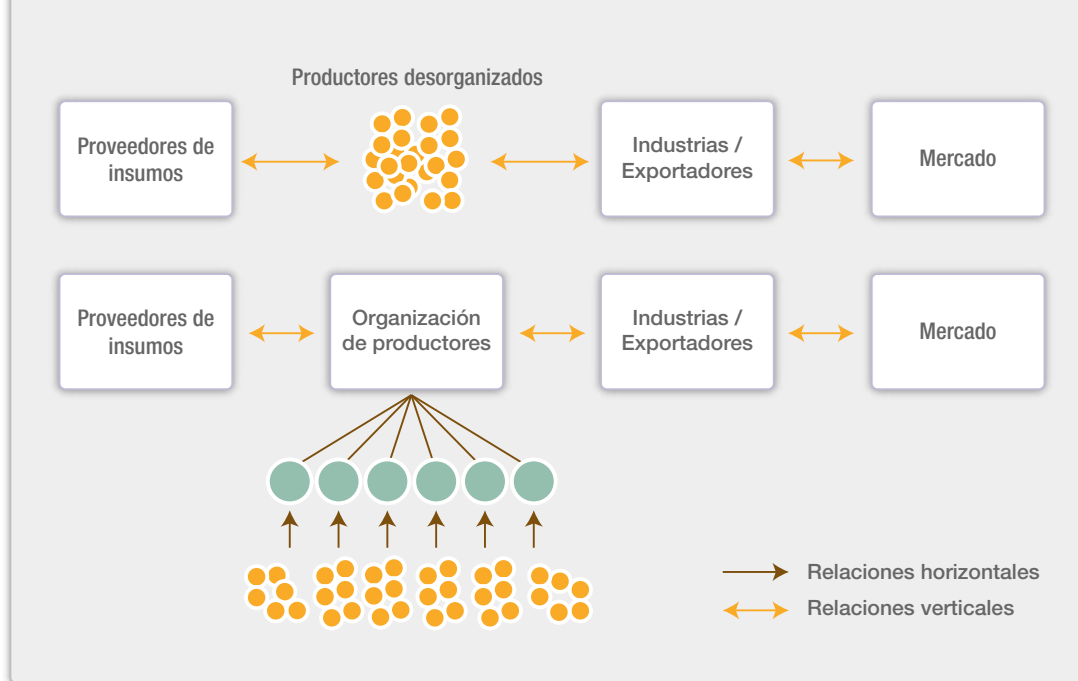 Productores desorganizados
Proveedores de
insumos
Industrias /
Exportadores
Mercado
Proveedores de
insumos
Organización
de productores
Industrias /
Exportadores
Mercado
Relaciones horizontales
Relaciones verticales